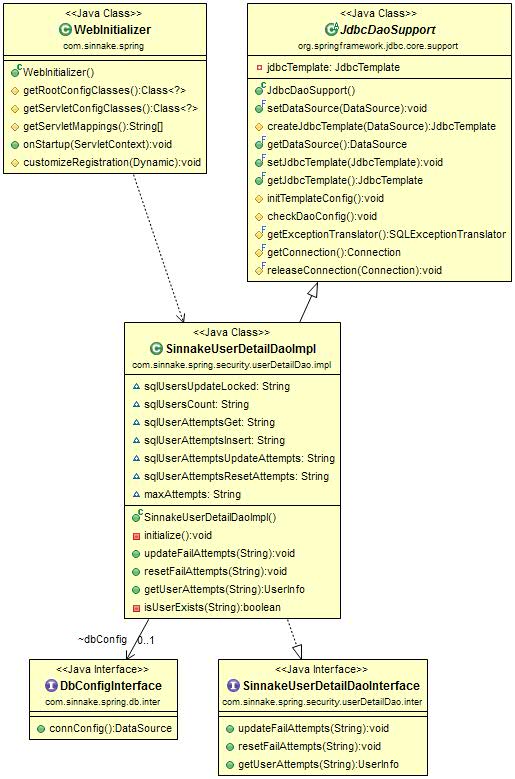 <<Java Class>>
WebInitializer
com.sinnake.spring
WebInitializer()
getRootConfigClasses():Class<?>
getServletConfigClasses():Class<?>
getServletMappings():String[]
onStartup(ServletContext):void
customizeRegistration(Dynamic):void
<<Java Class>>
JdbcDaoSupport
org.springframework.jdbc.core.support
jdbcTemplate: JdbcTemplate
JdbcDaoSupport()
setDataSource(DataSource):void
createJdbcTemplate(DataSource):JdbcTemplate
getDataSource():DataSource
setJdbcTemplate(JdbcTemplate):void
getJdbcTemplate():JdbcTemplate
initTemplateConfig():void
checkDaoConfig():void
getExceptionTranslator():SQLExceptionTranslator
getConnection():Connection
releaseConnection(Connection):void
<<Java Class>>
SinnakeUserDetailDaoImpl
com.sinnake.spring.security.userDetailDao.impl
sqlUsersUpdateLocked: String
sqlUsersCount: String
sqlUserAttemptsGet: String
sqlUserAttemptsInsert: String
sqlUserAttemptsUpdateAttempts: String
sqlUserAttemptsResetAttempts: String
maxAttempts: String
SinnakeUserDetailDaoImpl()
initialize():void
updateFailAttempts(String):void
resetFailAttempts(String):void
getUserAttempts(String):UserInfo
isUserExists(String):boolean
~dbConfig 0..1
<<Java Interface>>
DbConfigInterface
com.sinnake.spring.db.inter
connConfig():DataSource
<<Java Interface>>
SinnakeUserDetailDaoInterface
com.sinnake.spring.security.userDetailDao.inter
updateFailAttempts(String):void
resetFailAttempts(String):void
getUserAttempts(String):UserInfo